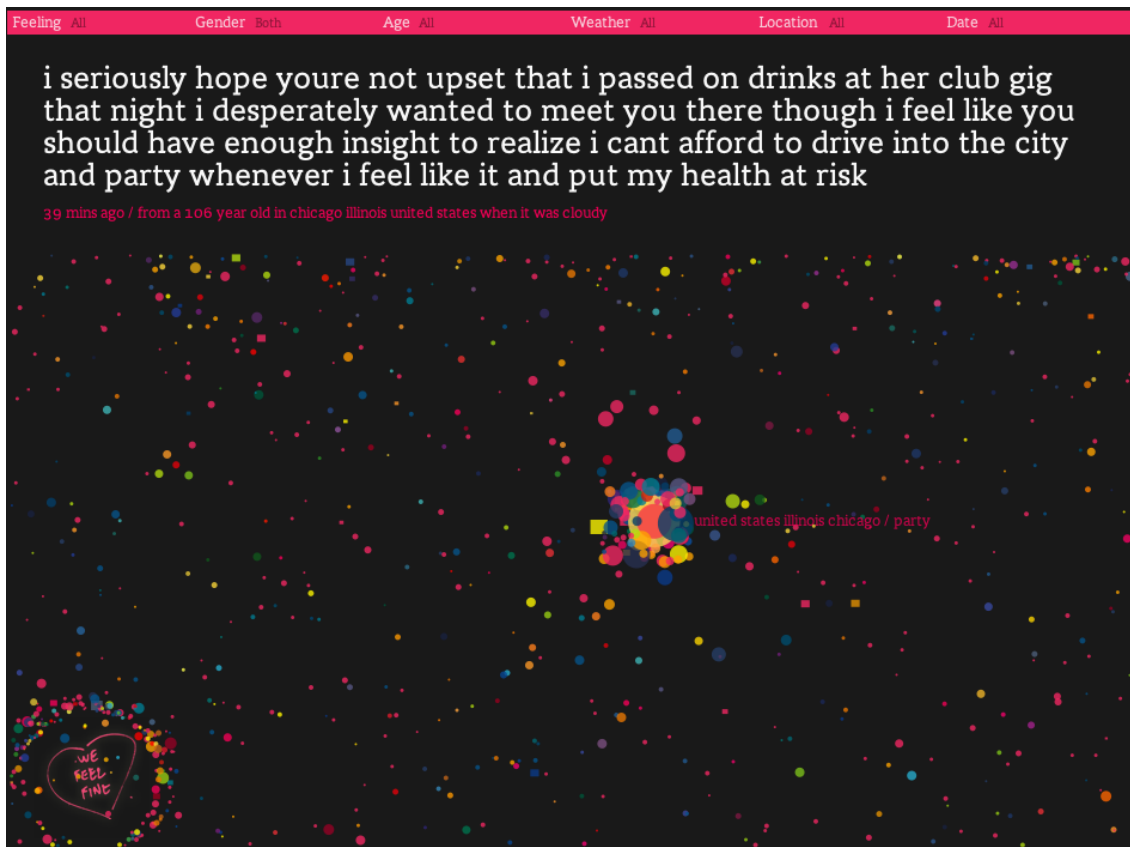 Feeling All Gender Both Age All Weather All Location All Date All
i seriously hope youre not upset that i passed on drinks at her club gig
that night i desperately wanted to meet you there though i feel like you
should have enough insight to realize i cant afford to drive into the city
and party whenever i feel like it and put my health at risk
39 mins ago / from a 106 year old in chicago illinois united states when it was cloudy
united states illinois chicago / party
WE
FEEL
FINE